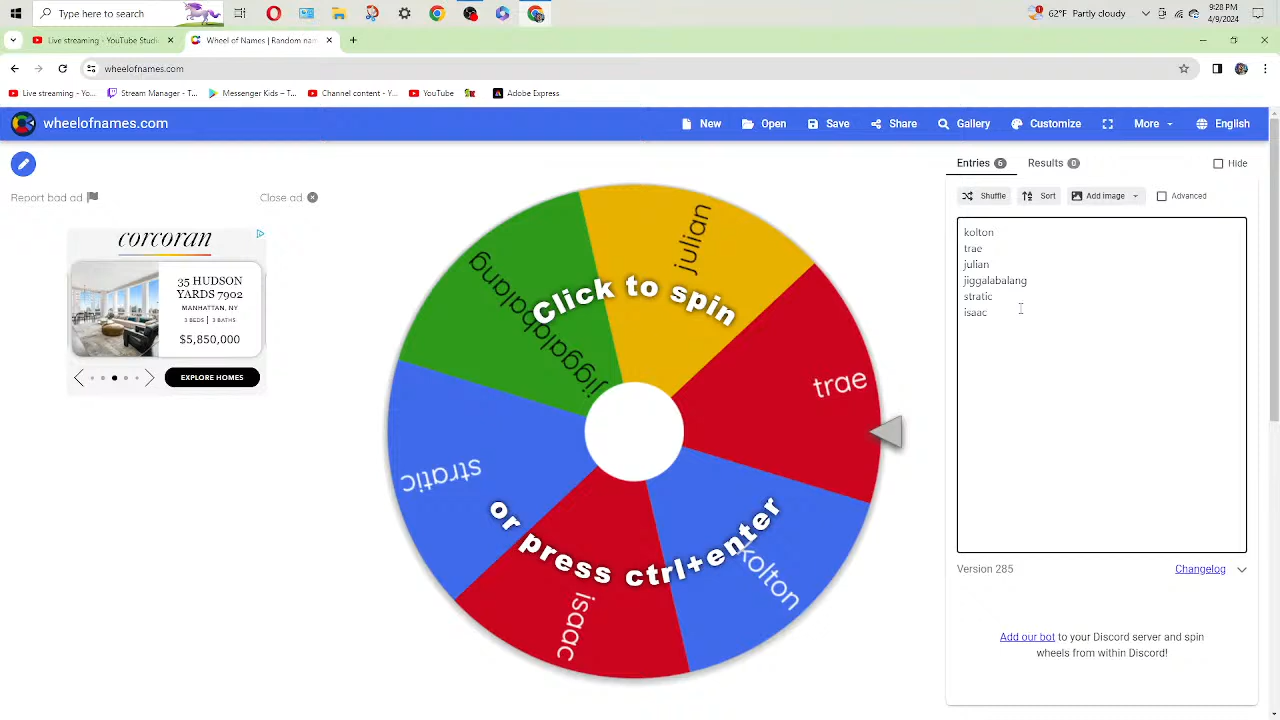 Type here to search
62°F Partly cloudy
9:28 PM
4/9/2024
Live streaming - YouTube Studi
Wheel of Names | Random nam
wheelofnames.com
Live streaming - Yo...
Stream Manager - T...
Messenger Kids – T...
Channel content - Y...
YouTube
Adobe Express
wheelofnames.com
New
Open
Save
Share
Gallery
Customize
More
English
Report bad ad
Close ad
corcoran
35 HUDSON
YARDS 7902
MANHATTAN, NY
3 BEDS | 3 BATHS
$5,850,000
EXPLORE HOMES
julian
trae
kolton
isaac
stratic
jiggalabalang
Click to spin
or press ctrl+enter
Entries 6
Results 0
Hide
Shuffle
Sort
Add image
Advanced
kolton
trae
julian
jiggalabalang
stratic
isaac
Version 285
Changelog
Add our bot to your Discord server and spin
wheels from within Discord!